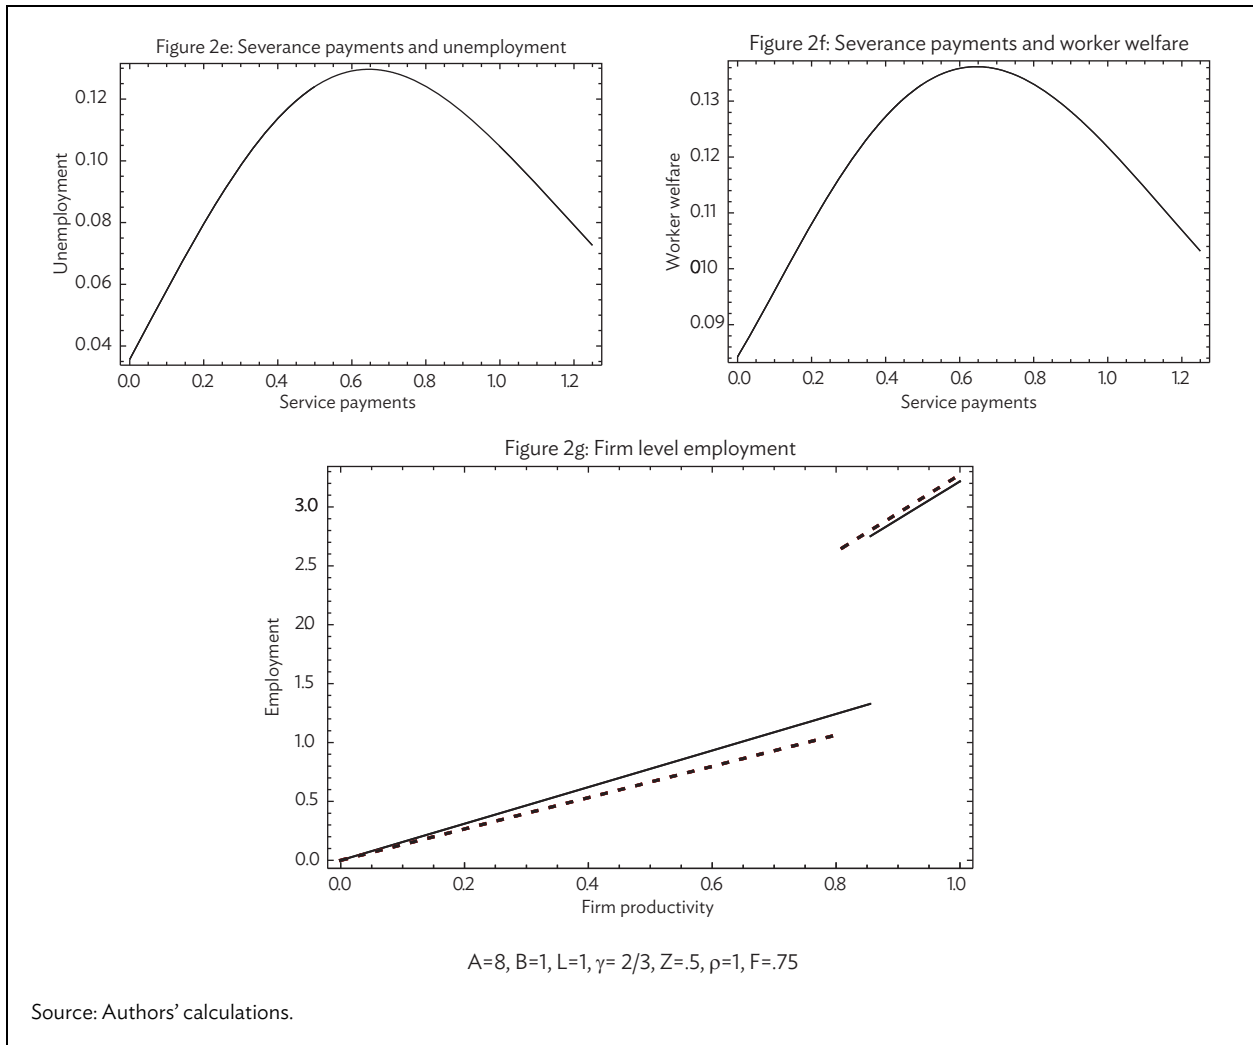 Figure 2e: Severance payments and unemployment
Unemployment
0.12
0.10
0.08
0.06
0.04
0.0 0.2 0.4 0.6 0.8 1.0 1.2
Service payments
Figure 2f: Severance payments and worker welfare
Worker welfare
0.13
0.12
0.11
010
0.09
0.0 0.2 0.4 0.6 0.8 1.0 1.2
Service payments
Figure 2g: Firm level employment
Employment
3.0
2.5
20
1.5
1.0
0.5
0.0
0.0 0.2 0.4 0.6 0.8 1.0
Firm productivity
A=8, B=1, L=1, γ= 2/3, Z=.5, ρ=1, F=.75
Source: Authors’ calculations.